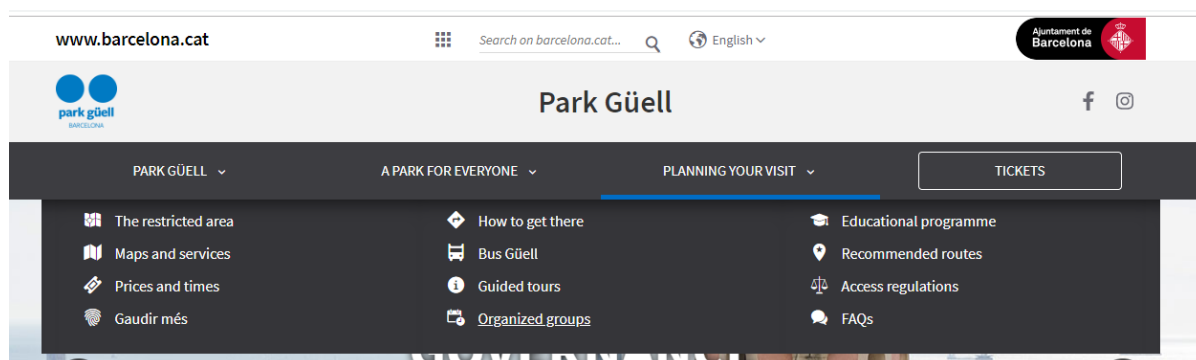 www.barcelona.cat
Search on barcelona.cat...
English
Ajuntament de
Barcelona
park güell
BARCELONA
Park Güell
PARK GÜELL
A PARK FOR EVERYONE
PLANNING YOUR VISIT
TICKETS
The restricted area
How to get there
Educational programme
Maps and services
Bus Güell
Recommended routes
Prices and times
Guided tours
Access regulations
Gaudir més
Organized groups
FAQs